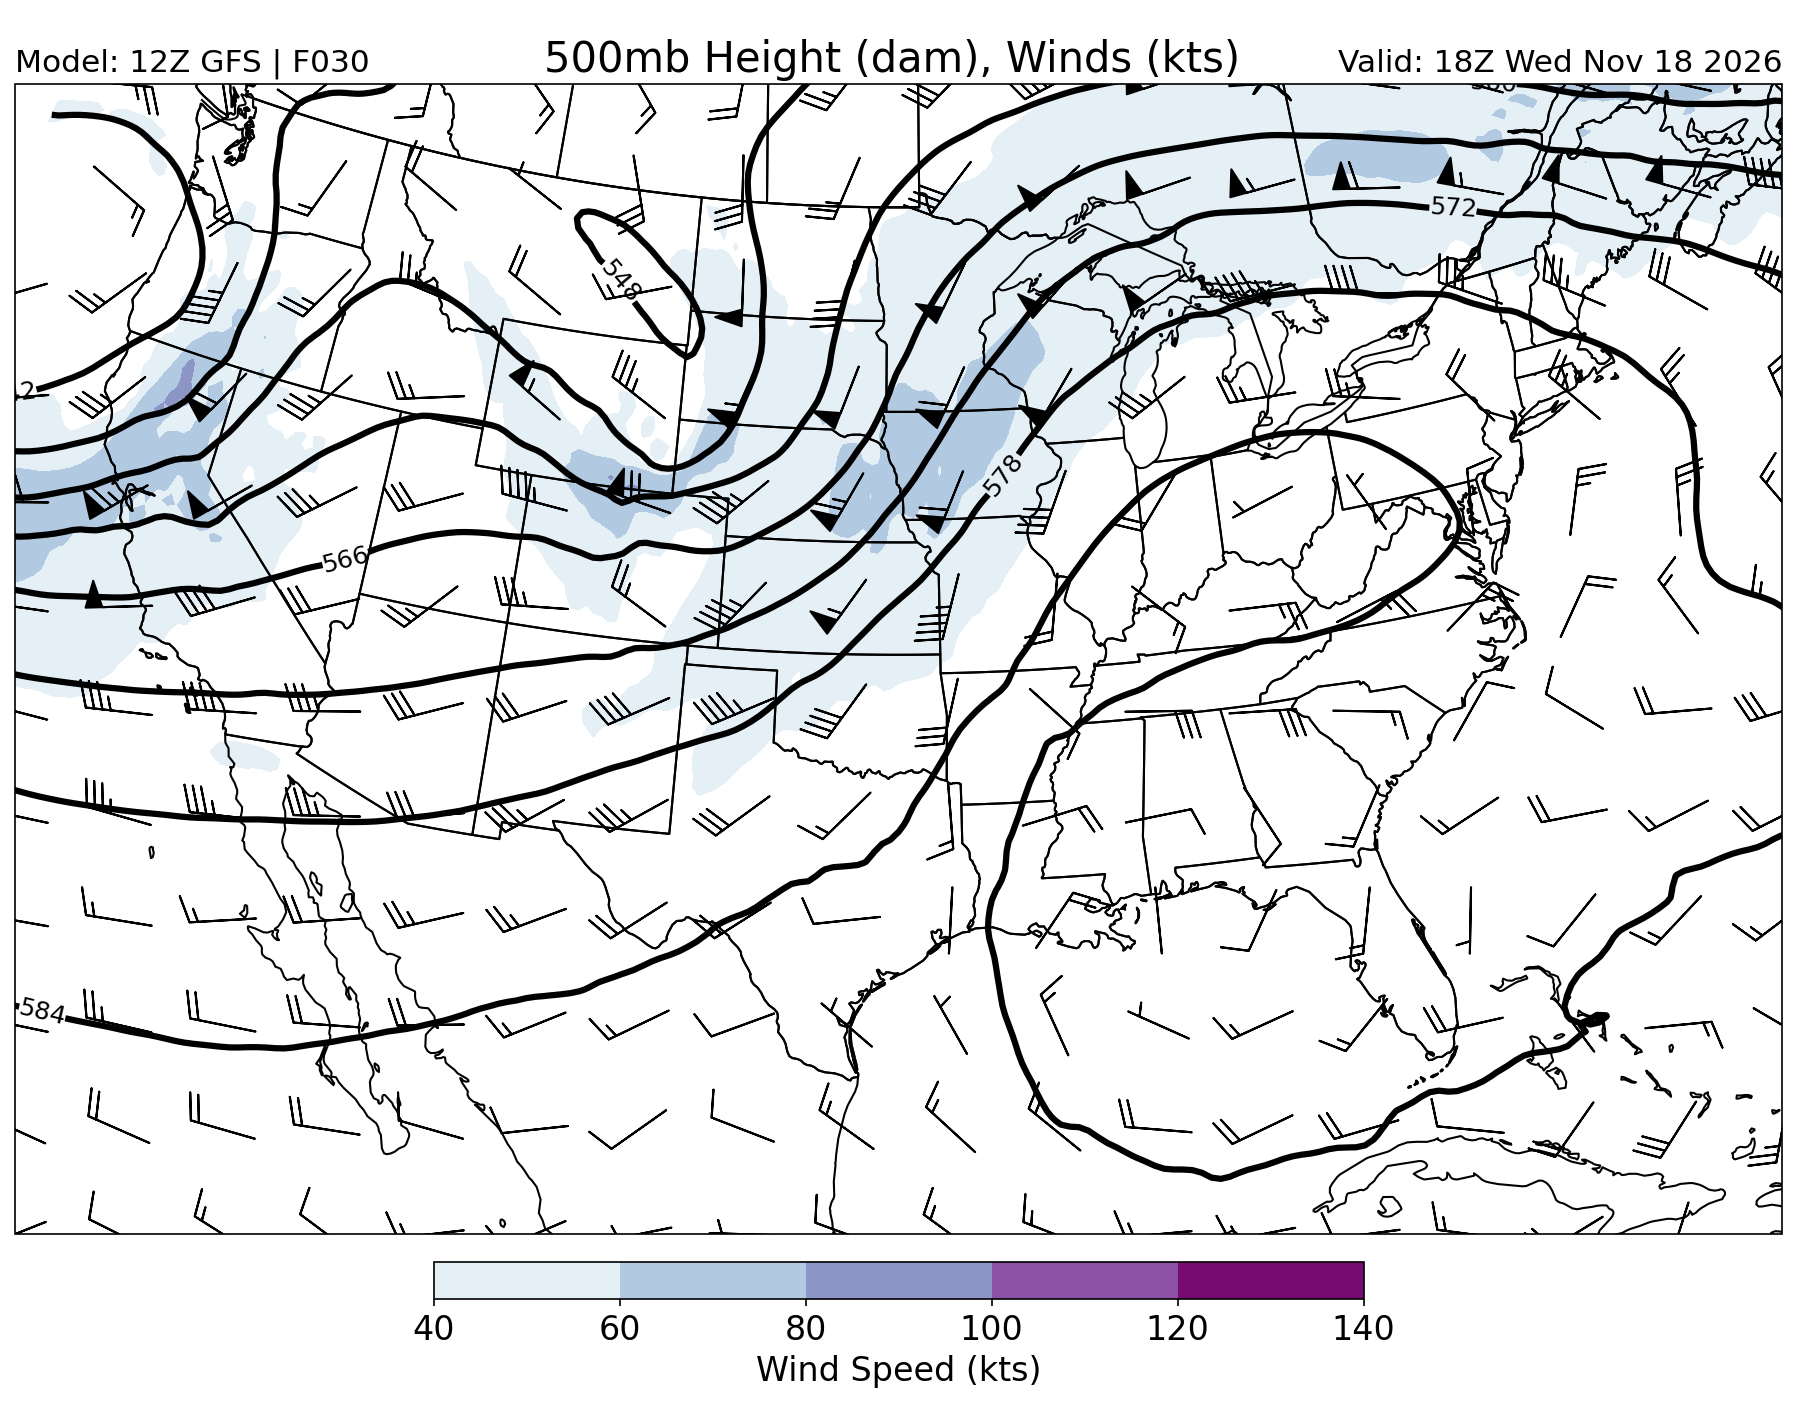 Model: 12Z GFS | F030
500mb Height (dam), Winds (kts)
Valid: 18Z Wed Nov 18 2026
572
548
578
566
584
40 60 80 100 120 140
Wind Speed (kts)